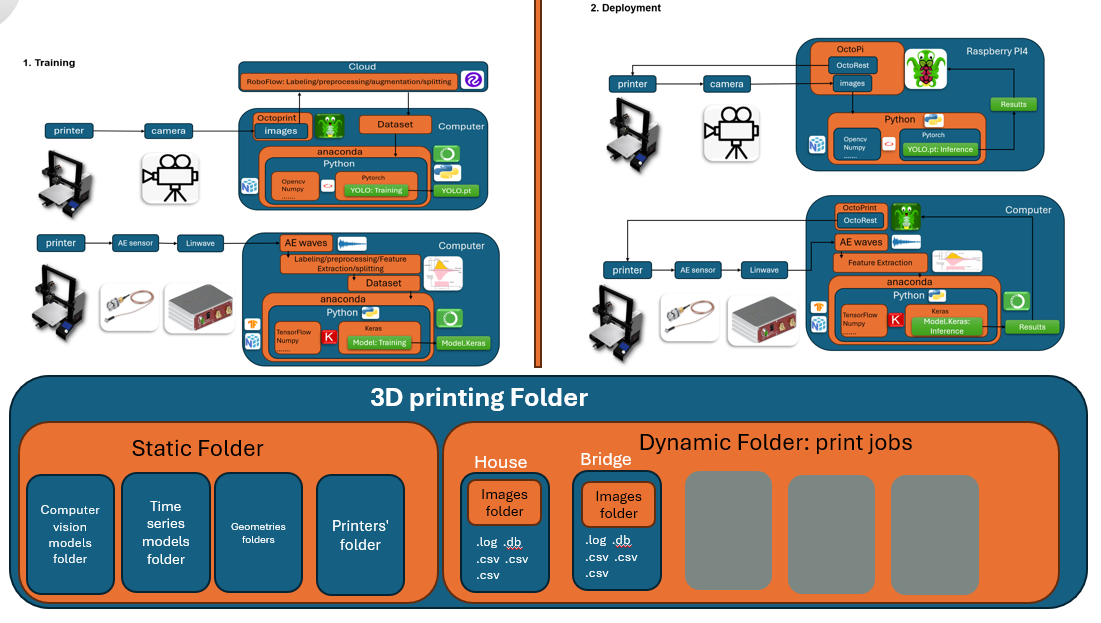 1. Training
Cloud
RoboFlow: Labeling/preprocessing/augmentation/splitting
Octoprint
images
Dataset
Computer
printer
camera
anaconda
Python
Opencv
Numpy
.......
Pytorch
YOLO: Training
YOLO.pt
printer
AE sensor
Linwave
AE waves
Computer
Labeling/preprocessing/Feature
Extraction/splitting
Dataset
anaconda
Python
TensorFlow
Numpy
.......
K
Keras
Model: Training
Model.Keras
2. Deployment
OctoPi
Raspberry PI4
OctoRest
printer
camera
images
Results
Python
Opencv
Numpy
.......
Pytorch
YOLO.pt: Inference
OctoPrint
Computer
OctoRest
AE waves
printer
AE sensor
Linwave
Feature Extraction
anaconda
Python
TensorFlow
Numpy
.......
K
Keras
Model.Keras:
Inference
Results
3D printing Folder
Static Folder
Computer
vision
models
folder
Time
series
models
folder
Geometries
folders
Printers'
folder
Dynamic Folder: print jobs
House
Images
folder
.log .db
.csv .csv
.csv
Bridge
Images
folder
.log .db
.csv .csv
.csv